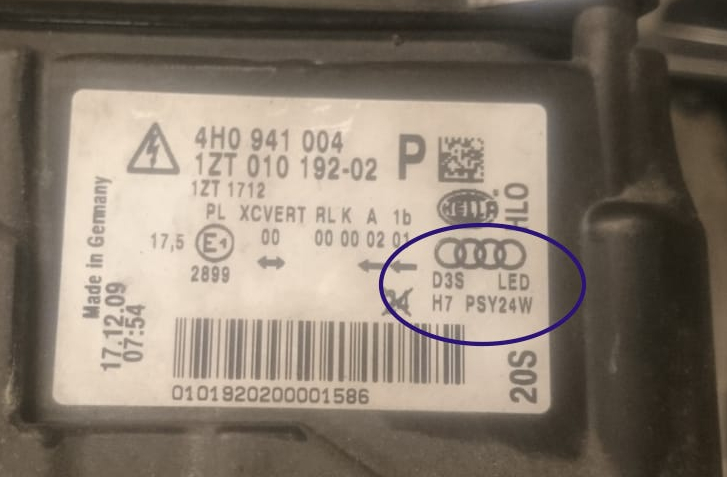 4H0 941 004 P
1ZT 010 192-02
1ZT 1712
HELLA
HLO
PL XCVERT RL K A 1b
17,5 E1 00 00 00 02 01
2899
D3S LED
H7 PSY24W
Made in Germany
17.12.09
07:54
20S
0101920200001586